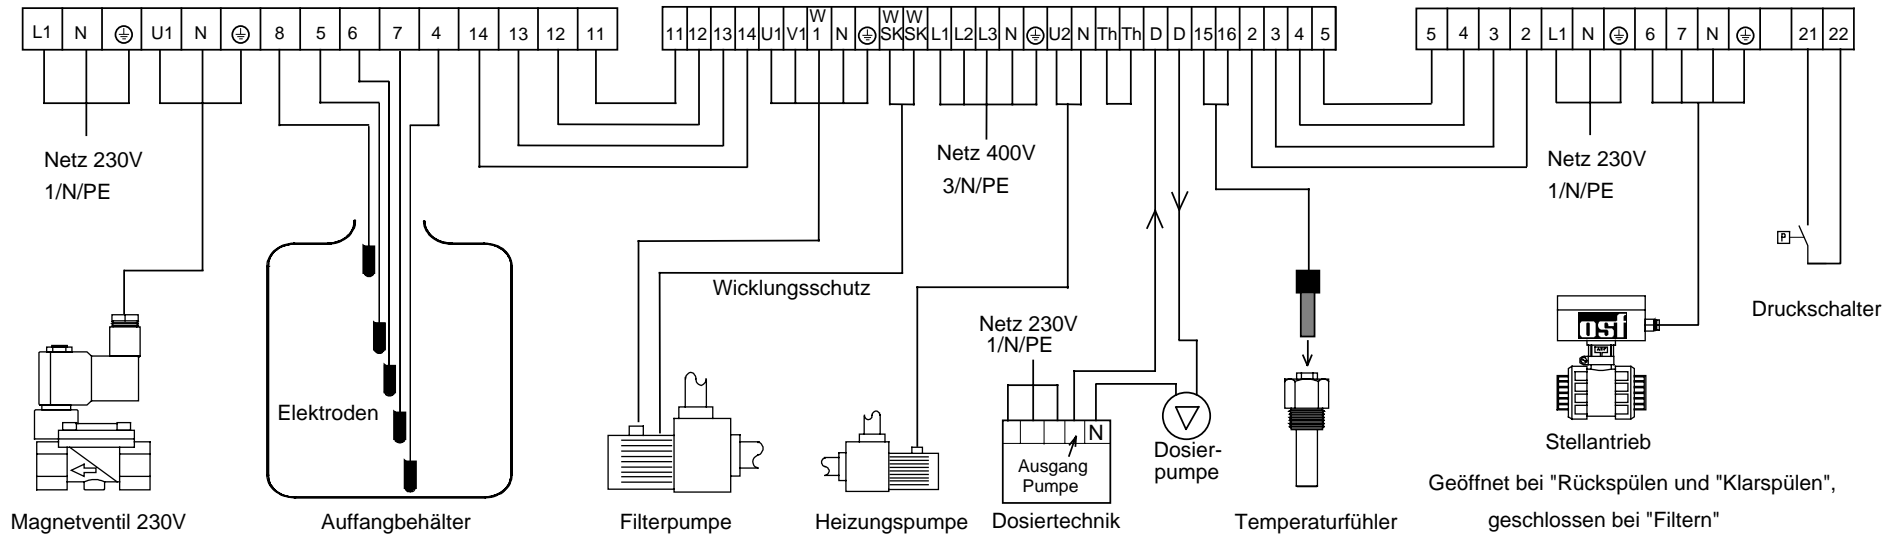 L1 N ⏚ U1 N ⏚ 8 5 6 7 4 14 13 12 11
11 12 13 14 U1 V1 W1 N ⏚ WSK WSK L1 L2 L3 N ⏚ U2 N Th Th D D 15 16 2 3 4 5
5 4 3 2 L1 N ⏚ 6 7 N ⏚ 21 22
Netz 230V
1/N/PE
Netz 400V
3/N/PE
Netz 230V
1/N/PE
P
Wicklungsschutz
Druckschalter
osf
Netz 230V
1/N/PE
Elektroden
N
Ausgang
Pumpe
Dosier-
pumpe
Stellantrieb
Geöffnet bei "Rückspülen und "Klarspülen",
geschlossen bei "Filtern"
Magnetventil 230V
Auffangbehälter
Filterpumpe
Heizungspumpe
Dosiertechnik
Temperaturfühler